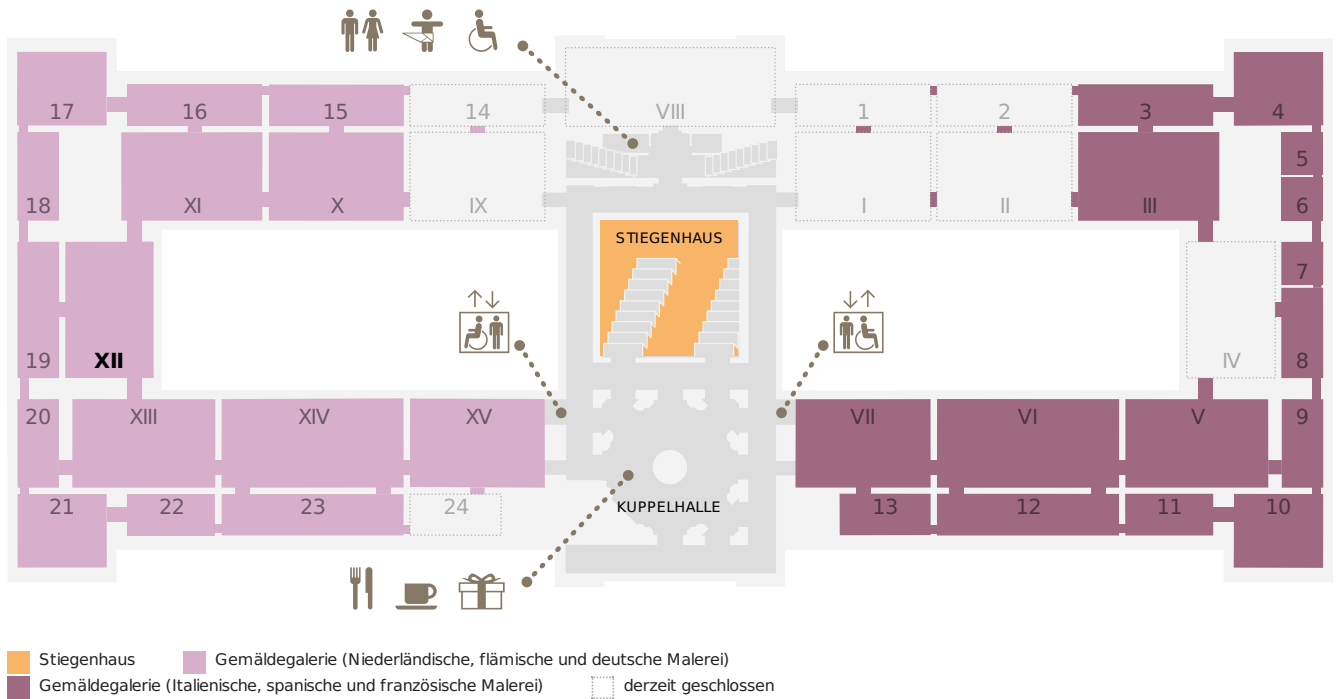 17 16 15 14 VIII 1 2 3 4
5
18 XI X IX I II III 6
STIEGENHAUS
7
19 XII IV 8
20 XIII XIV XV VII VI V 9
21 22 23 24 KUPPELHALLE 13 12 11 10
Stiegenhaus Gemäldegalerie (Niederländische, flämische und deutsche Malerei)
Gemäldegalerie (Italienische, spanische und französische Malerei) derzeit geschlossen